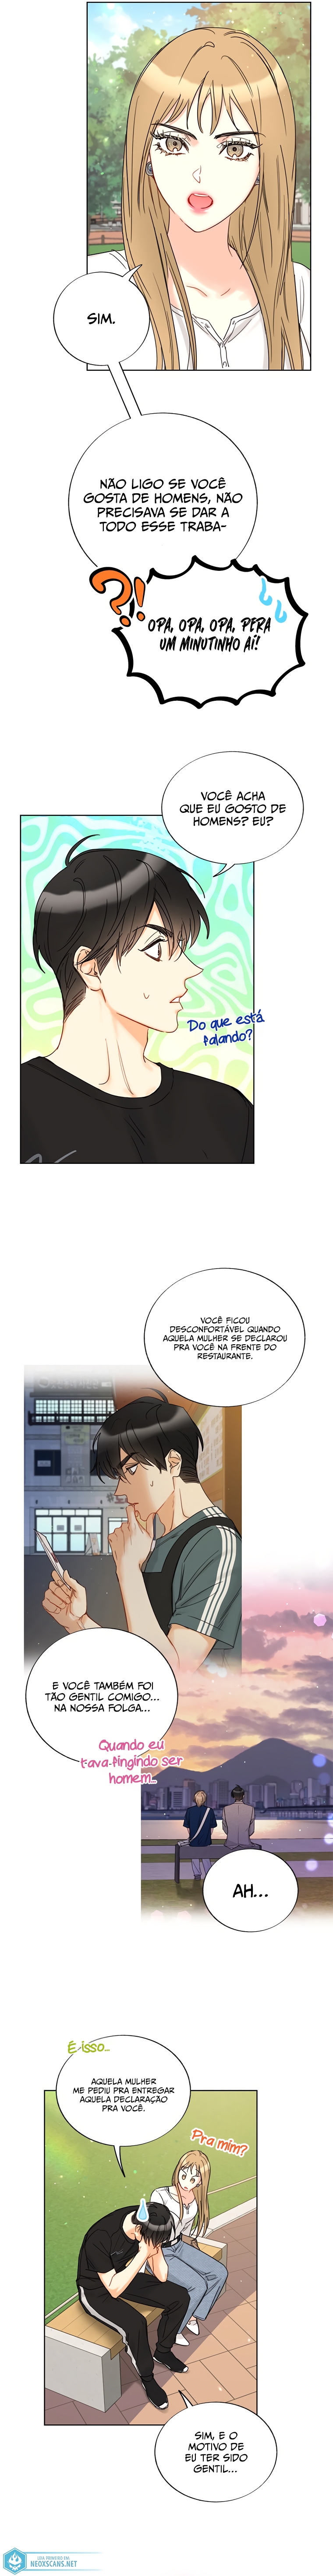 SIM.
NÃO LIGO SE VOCÊ
GOSTA DE HOMENS, NÃO
PRECISAVA SE DAR A
TODO ESSE TRABA-
?!
OPA, OPA, OPA, PERA
UM MINUTINHO AÍ!
VOCÊ ACHA
QUE EU GOSTO DE
HOMENS? EU?
Do que está
falando?
VOCÊ FICOU
DESCONFORTÁVEL QUANDO
AQUELA MULHER SE DECLAROU
PRA VOCÊ NA FRENTE DO
RESTAURANTE.
E VOCÊ TAMBÉM FOI
TÃO GENTIL COMIGO...
NA NOSSA FOLGA...
Quando eu
tava fingindo ser
homem...
AH...
É isso...
AQUELA MULHER
ME PEDIU PRA ENTREGAR
AQUELA DECLARAÇÃO
PRA VOCÊ.
Pra mim?
SIM, E O
MOTIVO DE
EU TER SIDO
GENTIL...
LEIA PRIMEIRO EM
NEOXSCANS.NET